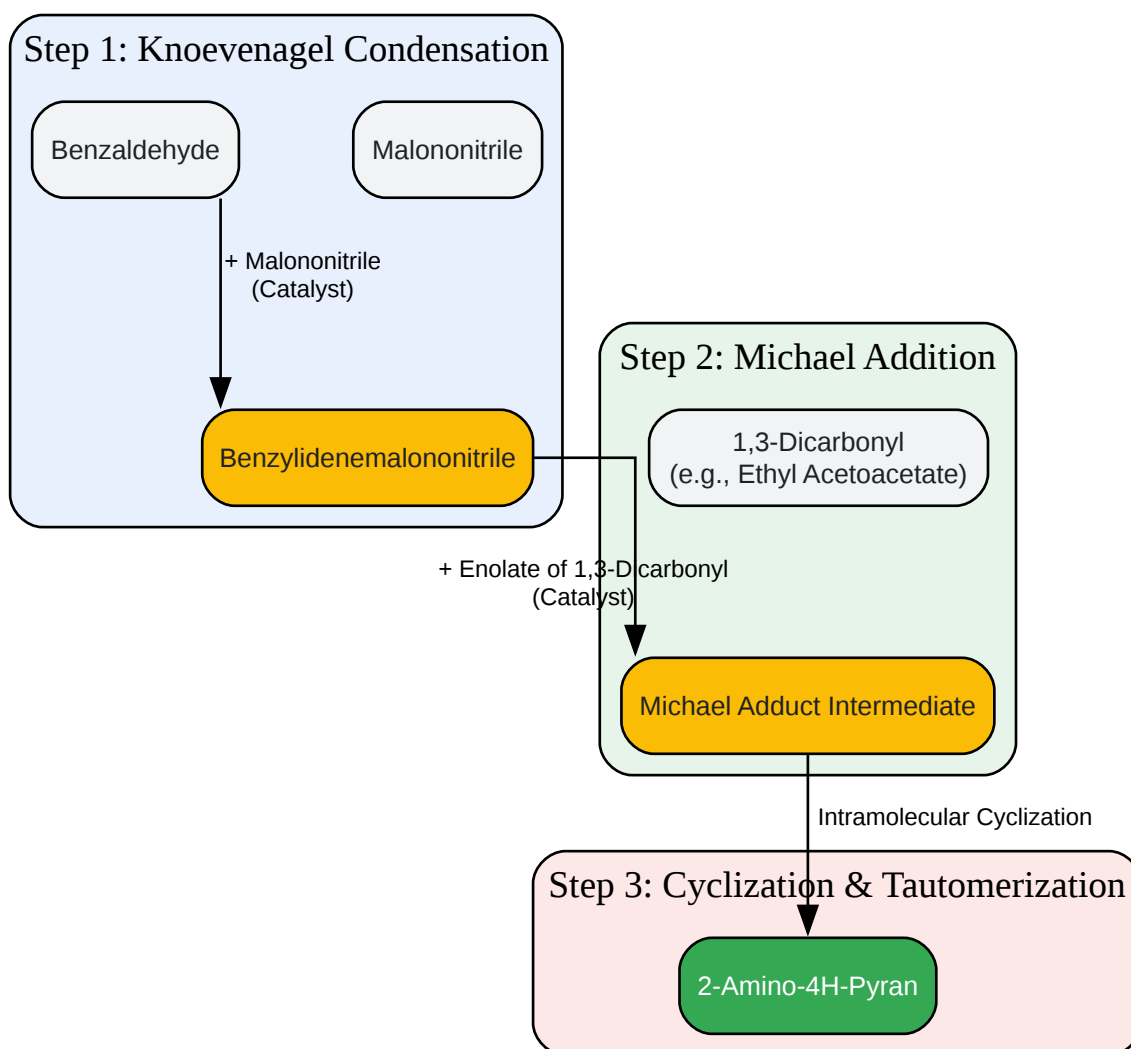 Step 1: Knoevenagel Condensation
Benzaldehyde
Malononitrile
+ Malononitrile
(Catalyst)
Benzylidenemalononitrile
Step 2: Michael Addition
1,3-Dicarbonyl
(e.g., Ethyl Acetoacetate)
+ Enolate of 1,3-Dicarbonyl
(Catalyst)
Michael Adduct Intermediate
Intramolecular Cyclization
Step 3: Cyclization & Tautomerization
2-Amino-4H-Pyran